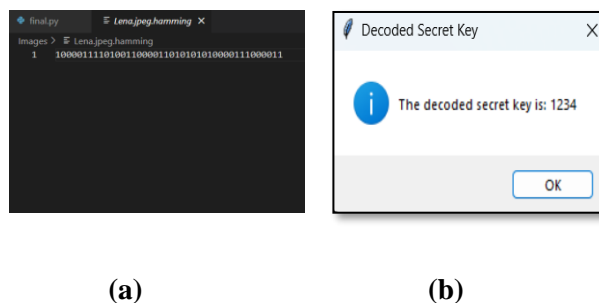 final.py
Lena.jpeg.hamming
Images > Lena.jpeg.hamming
1 100001111010011000011010101010000111000011
Decoded Secret Key
The decoded secret key is: 1234
OK
(a) (b)